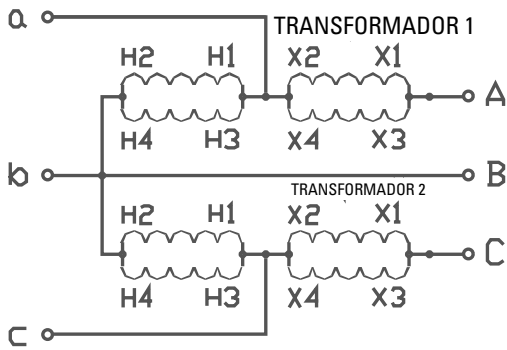 a TRANSFORMADOR 1
H2 H1 X2 X1
A
H4 H3 X4 X3
b B
TRANSFORMADOR 2
H2 H1 X2 X1
C
H4 H3 X4 X3
c